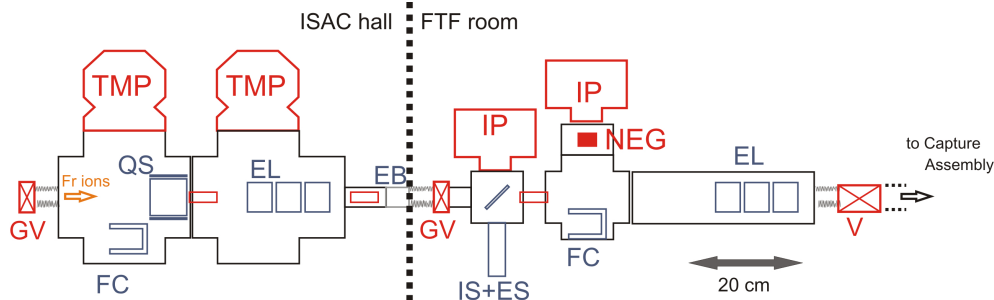 ISAC hall
FTF room
TMP
TMP
IP
IP
NEG
QS
EL
EB
EL
to Capture
Assembly
Fr ions
GV
GV
V
FC
FC
IS+ES
20 cm